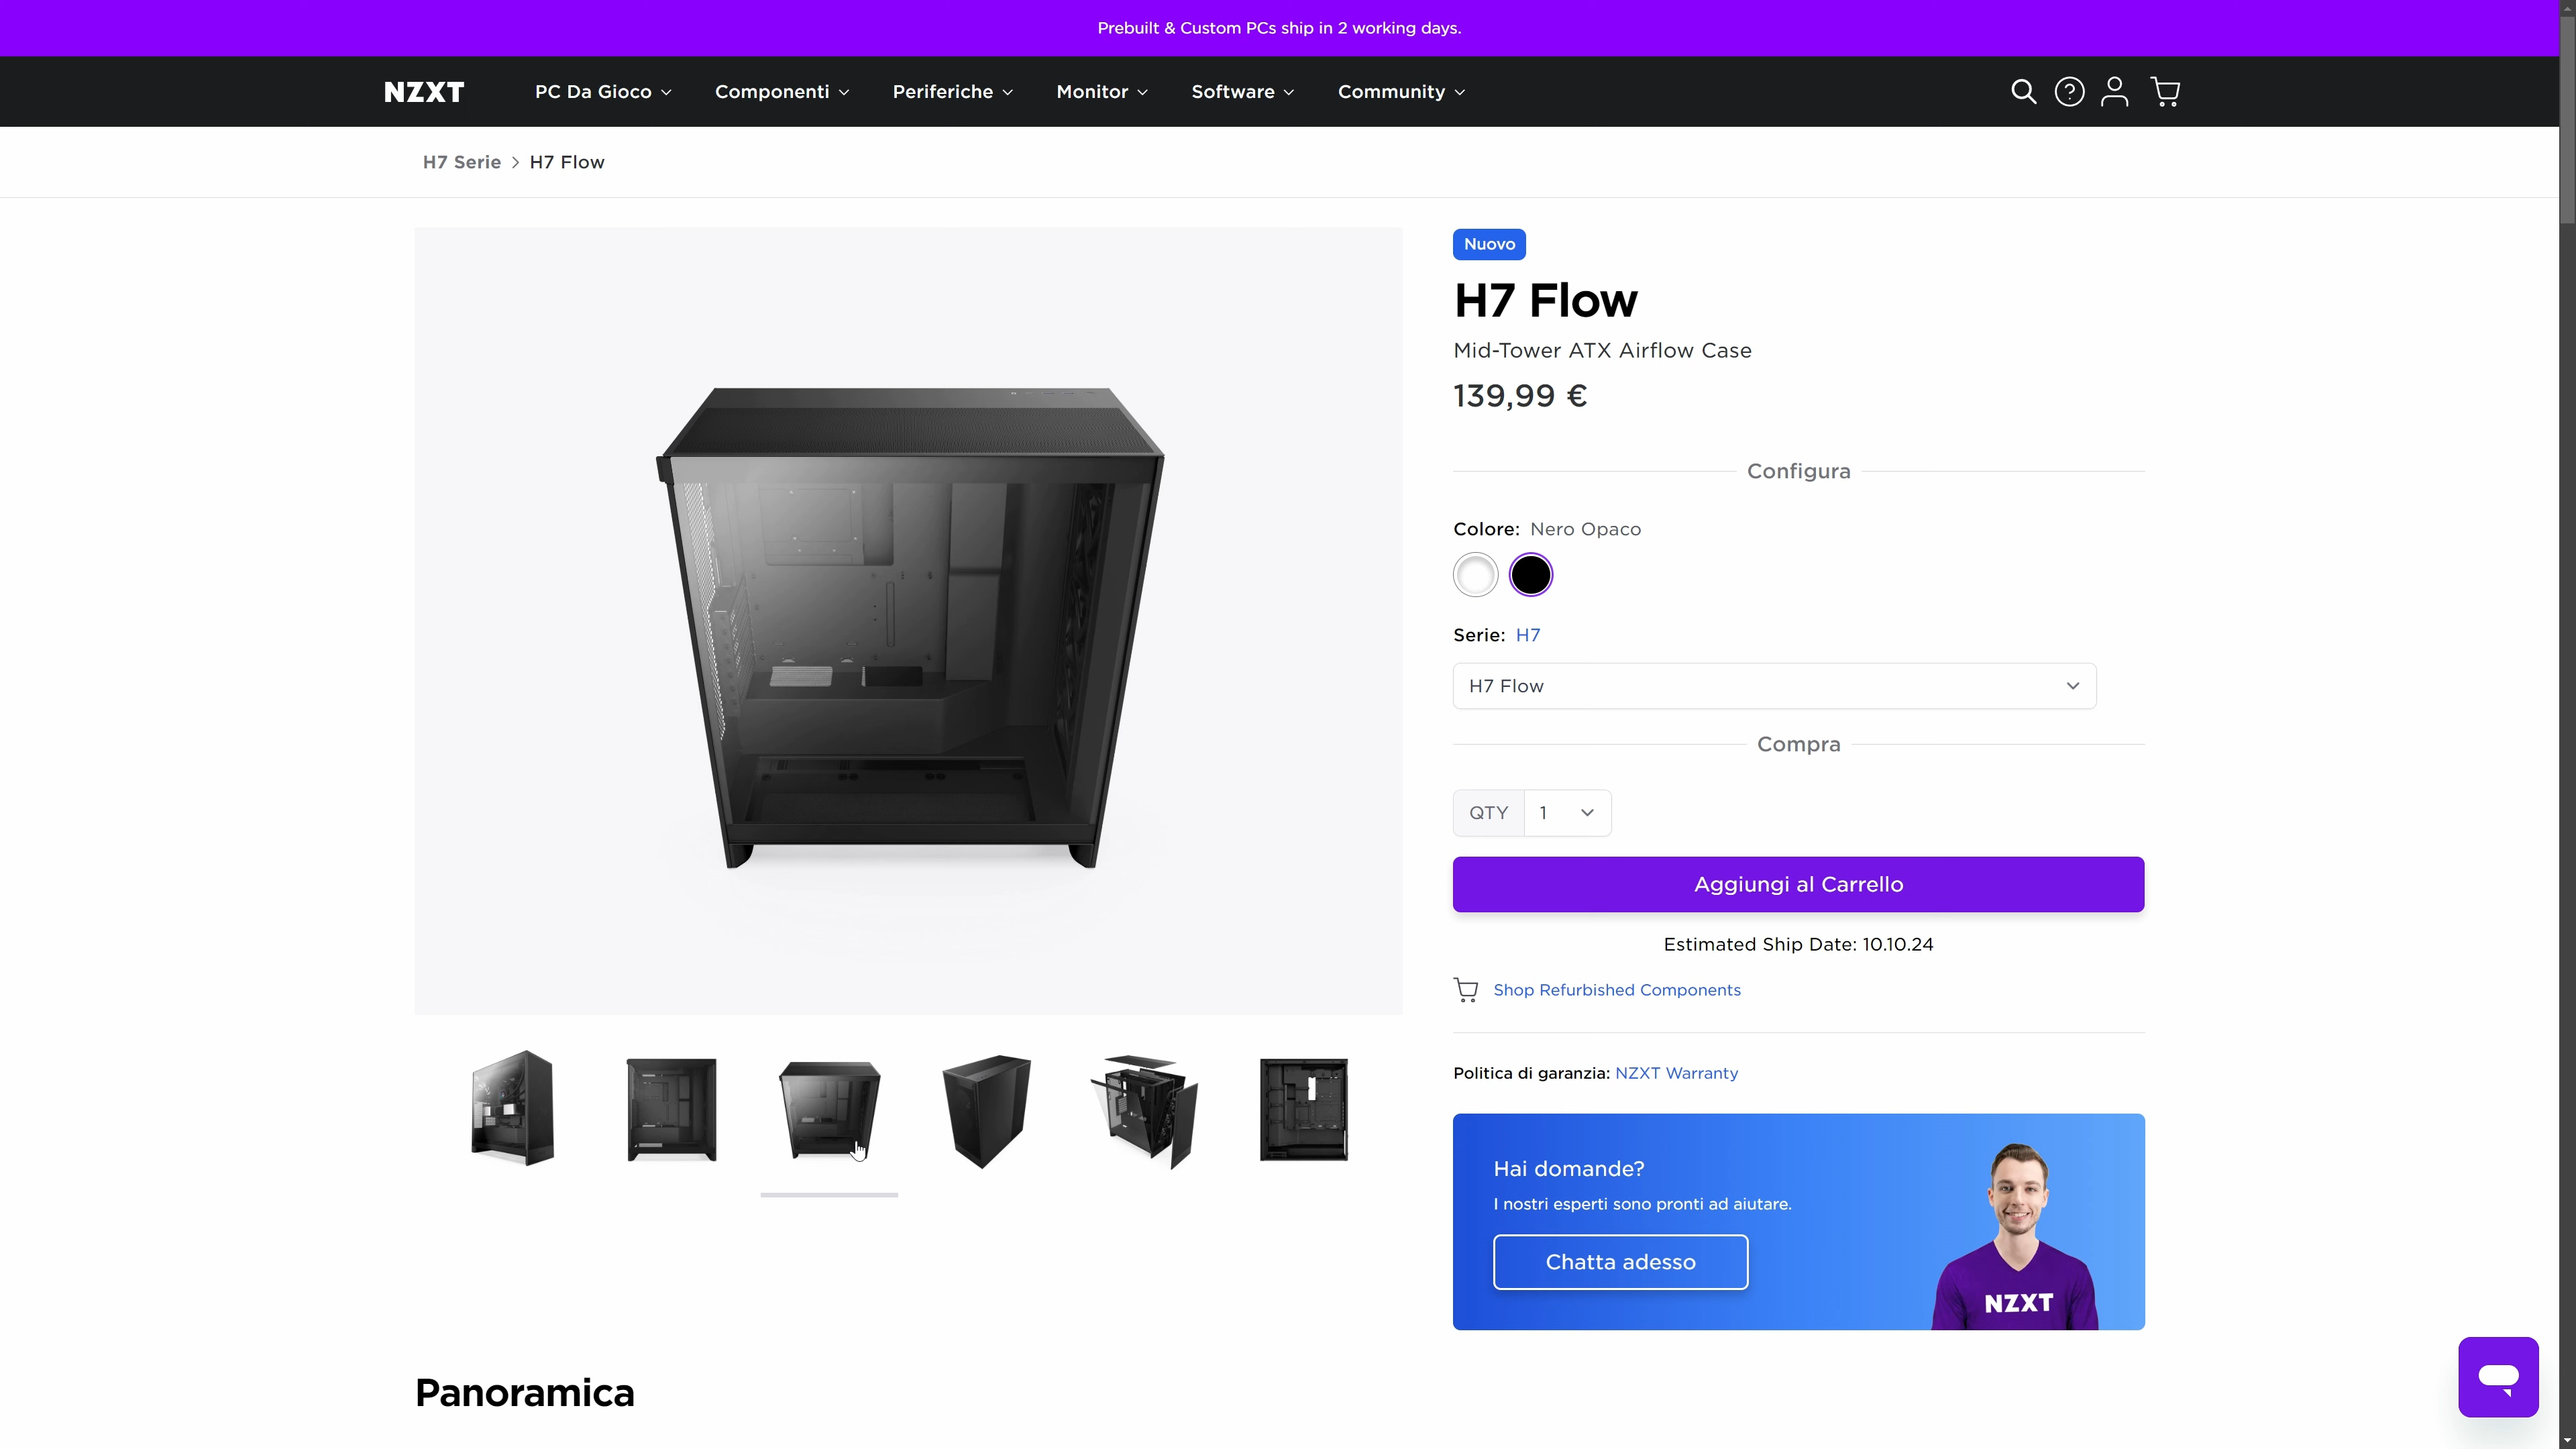 Prebuilt & Custom PCs ship in 2 working days.
NZXT PC Da Gioco Componenti Periferiche Monitor Software Community
H7 Serie > H7 Flow
Nuovo
H7 Flow
Mid-Tower ATX Airflow Case
139,99 €
Configura
Colore: Nero Opaco
Serie: H7
H7 Flow
Compra
QTY 1
Aggiungi al Carrello
Estimated Ship Date: 10.10.24
Shop Refurbished Components
Politica di garanzia: NZXT Warranty
Hai domande?
I nostri esperti sono pronti ad aiutare.
Chatta adesso
NZXT
Panoramica